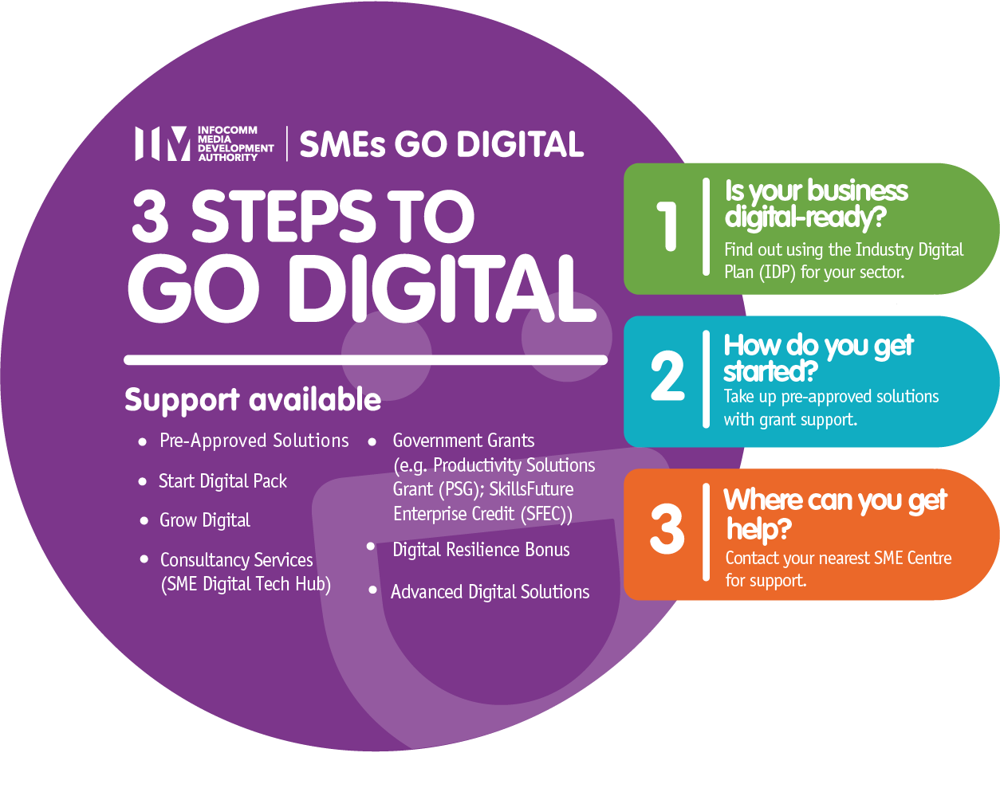 INFOCOMM
MEDIA
DEVELOPMENT
AUTHORITY
SMEs GO DIGITAL
3 STEPS TO
GO DIGITAL
Support available
• Pre-Approved Solutions
• Start Digital Pack
• Grow Digital
• Consultancy Services
(SME Digital Tech Hub)
• Government Grants
(e.g. Productivity Solutions
Grant (PSG); SkillsFuture
Enterprise Credit (SFEC))
• Digital Resilience Bonus
• Advanced Digital Solutions
1
Is your business
digital-ready?
Find out using the Industry Digital
Plan (IDP) for your sector.
2
How do you get
started?
Take up pre-approved solutions
with grant support.
3
Where can you get
help?
Contact your nearest SME Centre
for support.